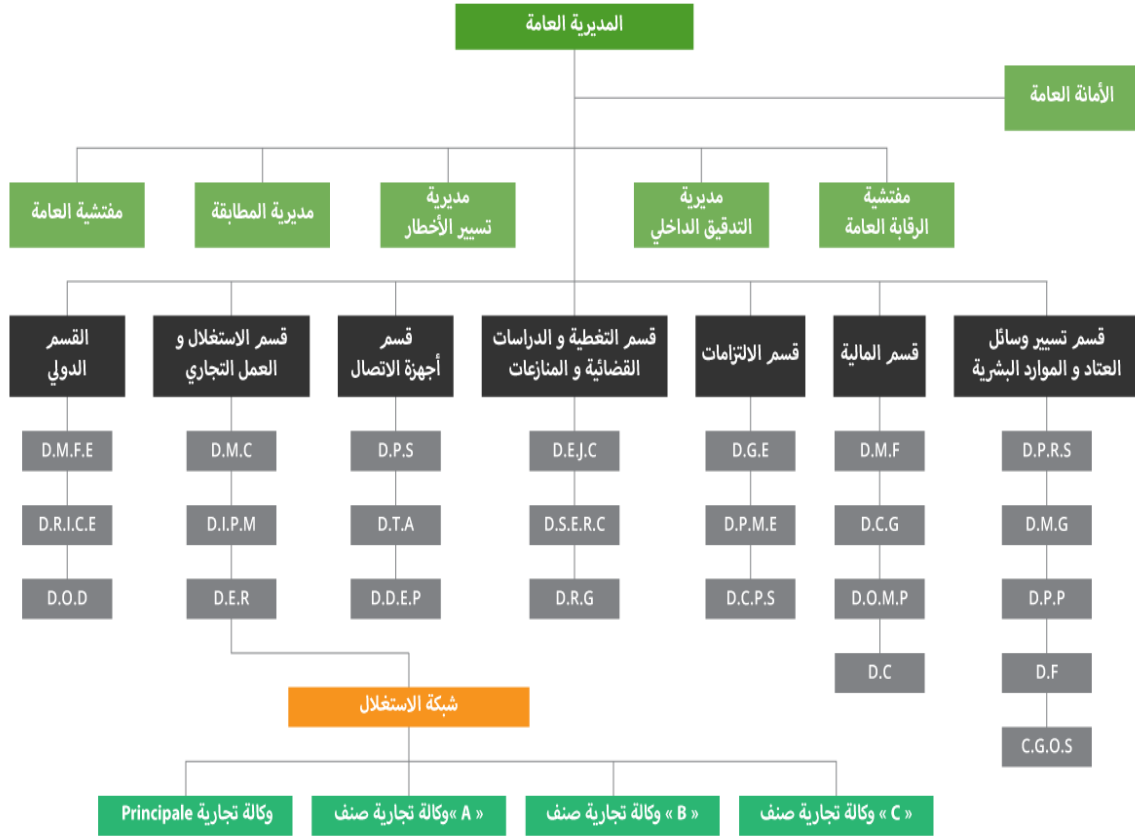 المديرية العامة
الأمانة العامة
مفتشية
الرقابة العامة
مديرية
التدقيق الداخلي
مديرية
تسيير الأخطار
مديرية المطابقة
مفتشية العامة
قسم تسيير وسائل
العتاد و الموارد البشرية
قسم المالية
قسم الالتزامات
قسم التغطية و الدراسات
القضائية و المنازعات
قسم
أجهزة الاتصال
قسم الاستغلال و
العمل التجاري
القسم
الدولي
D.P.R.S
D.M.G
D.P.P
D.F
C.G.O.S
D.M.F
D.C.G
D.O.M.P
D.C
D.G.E
D.P.M.E
D.C.P.S
D.E.J.C
D.S.E.R.C
D.R.G
D.P.S
D.T.A
D.D.E.P
D.M.C
D.I.P.M
D.E.R
D.M.F.E
D.R.I.C.E
D.O.D
شبكة الاستغلال
« C » وكالة تجارية صنف
« B » وكالة تجارية صنف
« A »وكالة تجارية صنف
وكالة تجارية Principale